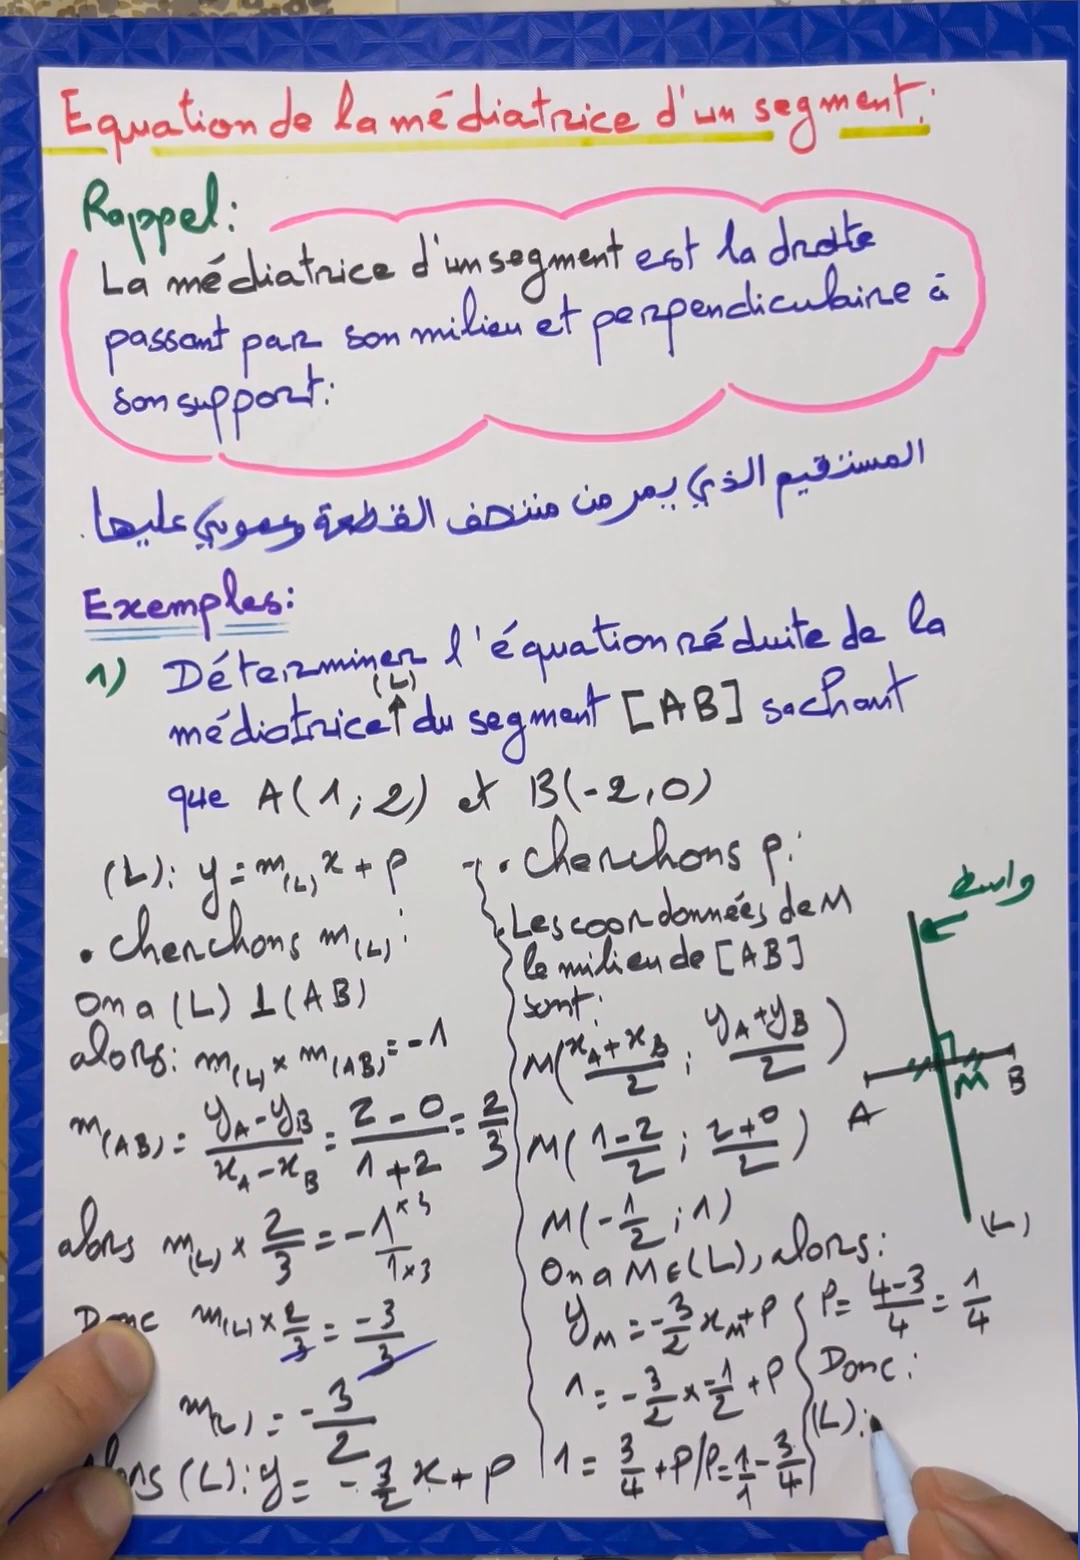 Equation de la médiatrice d'un segment:
Rappel:
La médiatrice d'un segment est la droite
passant par son milieu et perpendiculaire à
son support:
المستقيم الذي يمر من منتصف القطعة وعمودي عليها.
Exemples:
1) Déterminer l'équation réduite de la
(L)
médiatrice↑ du segment [AB] sachant
que A(1;2) et B(-2,0)
(L): y = m(L) x + p
• cherchons m(L):
on a (L) ⊥ (AB)
alors: m(L) × m(AB) = -1
m(AB) = (yA - yB)/(xA - xB) = (2 - 0)/(1 + 2) = 2/3
alors m(L) × 2/3 = -1×3/1×3
Donc m(L) × 2/3 = -3/3
m(L) = -3/2
(L): y = -3/2 x + p
• cherchons p:
• Les coordonnées de M
le milieu de [AB]
sont:
M((xA + xB)/2 ; (yA + yB)/2)
M((1-2)/2 ; (2+0)/2)
M(-1/2 ; 1)
On a M ∈ (L), alors:
yM = -3/2 xM + p
1 = -3/2 × -1/2 + p
1 = 3/4 + p / p = 1/1 - 3/4
p = (4-3)/4 = 1/4
Donc:
(L):
واسط
A
M
B
(L)